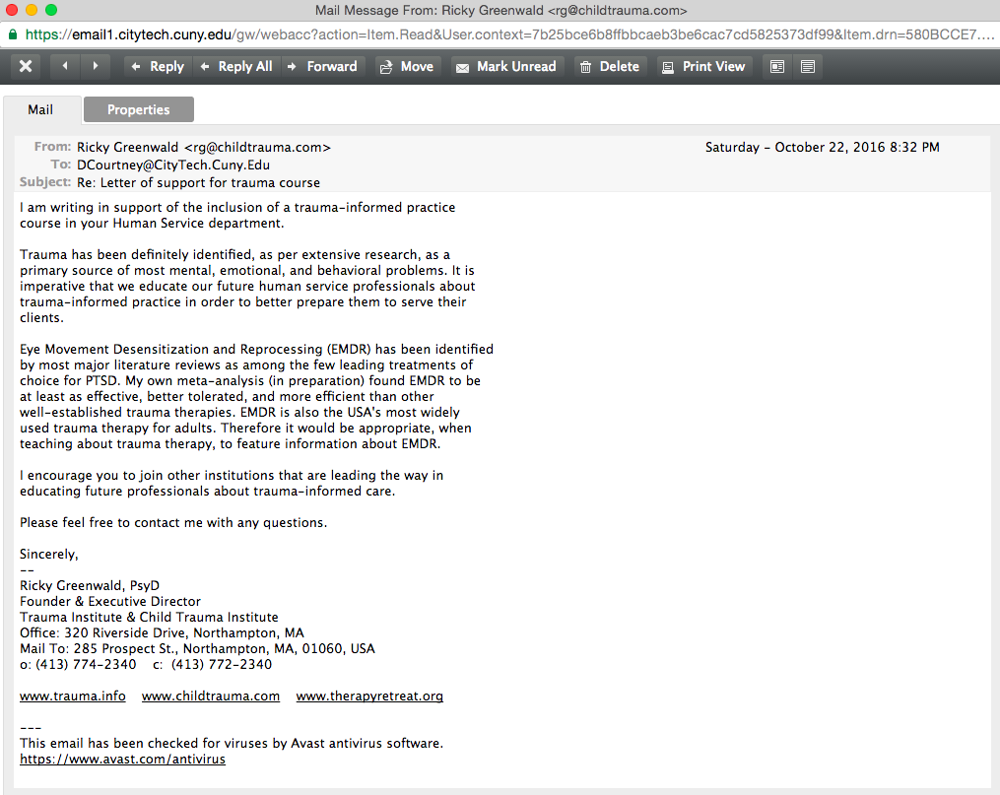 Mail Message From: Ricky Greenwald <rg@childtrauma.com>
https://email1.citytech.cuny.edu/gw/webacc?action=Item.Read&User.context=7b25bce6b8ffbbcaeb3be6cac7cd5825373df99&Item.drn=580BCCE7....
Reply Reply All Forward Move Mark Unread Delete Print View
Mail Properties
From: Ricky Greenwald <rg@childtrauma.com> Saturday - October 22, 2016 8:32 PM
To: DCourtney@CityTech.Cuny.Edu
Subject: Re: Letter of support for trauma course
I am writing in support of the inclusion of a trauma-informed practice
course in your Human Service department.
Trauma has been definitely identified, as per extensive research, as a
primary source of most mental, emotional, and behavioral problems. It is
imperative that we educate our future human service professionals about
trauma-informed practice in order to better prepare them to serve their
clients.
Eye Movement Desensitization and Reprocessing (EMDR) has been identified
by most major literature reviews as among the few leading treatments of
choice for PTSD. My own meta-analysis (in preparation) found EMDR to be
at least as effective, better tolerated, and more efficient than other
well-established trauma therapies. EMDR is also the USA's most widely
used trauma therapy for adults. Therefore it would be appropriate, when
teaching about trauma therapy, to feature information about EMDR.
I encourage you to join other institutions that are leading the way in
educating future professionals about trauma-informed care.
Please feel free to contact me with any questions.
Sincerely,
--
Ricky Greenwald, PsyD
Founder & Executive Director
Trauma Institute & Child Trauma Institute
Office: 320 Riverside Drive, Northampton, MA
Mail To: 285 Prospect St., Northampton, MA, 01060, USA
o: (413) 774-2340 c: (413) 772-2340
www.trauma.info www.childtrauma.com www.therapyretreat.org
---
This email has been checked for viruses by Avast antivirus software.
https://www.avast.com/antivirus